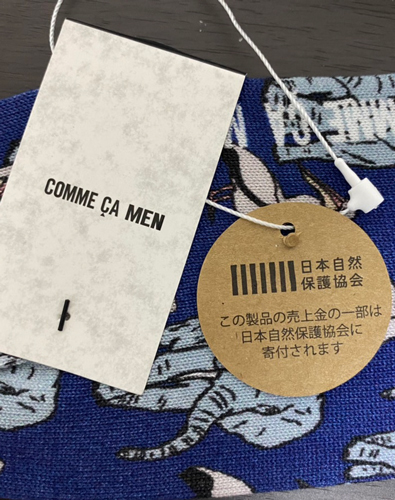 COMME ÇA MEN
日本自然
保護協会
この製品の売上金の一部は
日本自然保護協会に
寄付されます